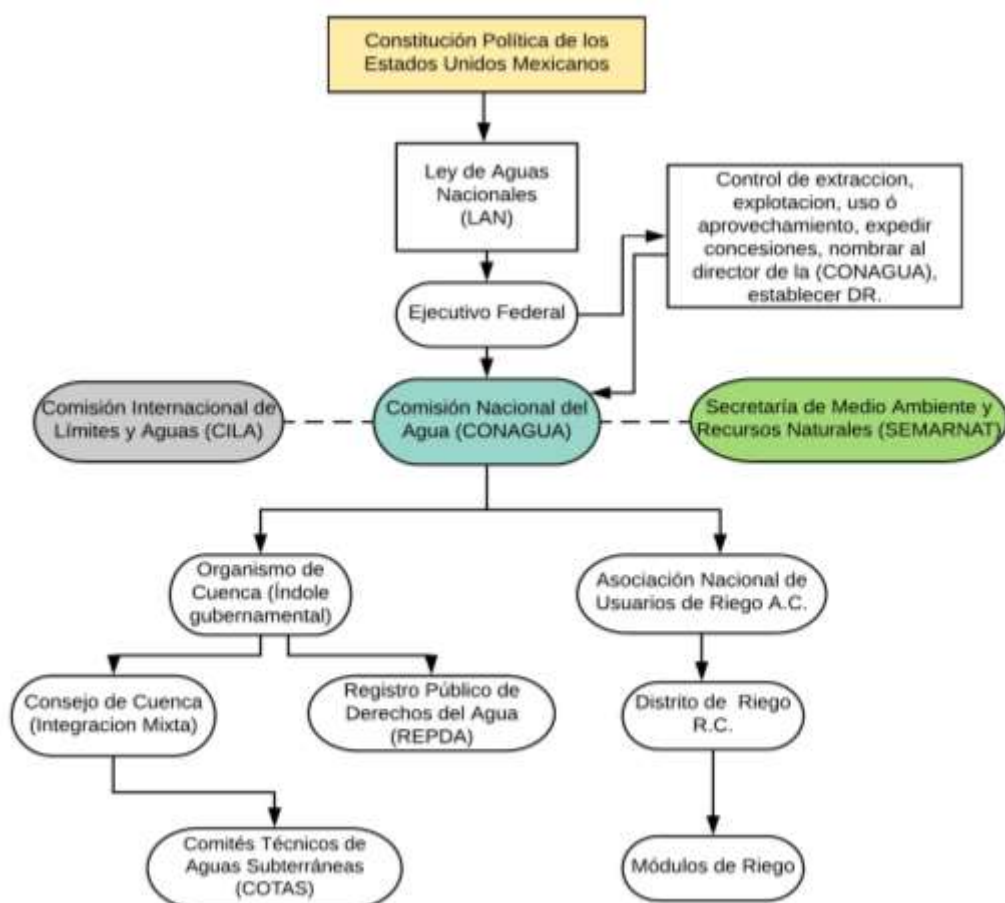 Constitución Política de los
Estados Unidos Mexicanos
Ley de Aguas
Nacionales
(LAN)
Control de extraccion,
explotacion, uso ó
aprovechamiento, expedir
concesiones, nombrar al
director de la (CONAGUA),
establecer DR.
Ejecutivo Federal
Comisión Internacional de
Límites y Aguas (CILA)
Comisión Nacional del
Agua (CONAGUA)
Secretaría de Medio Ambiente y
Recursos Naturales (SEMARNAT)
Organismo de
Cuenca (Índole
gubernamental)
Asociación Nacional de
Usuarios de Riego A.C.
Consejo de Cuenca
(Integracion Mixta)
Registro Público de
Derechos del Agua
(REPDA)
Distrito de Riego
R.C.
Comités Técnicos de
Aguas Subterráneas
(COTAS)
Módulos de Riego